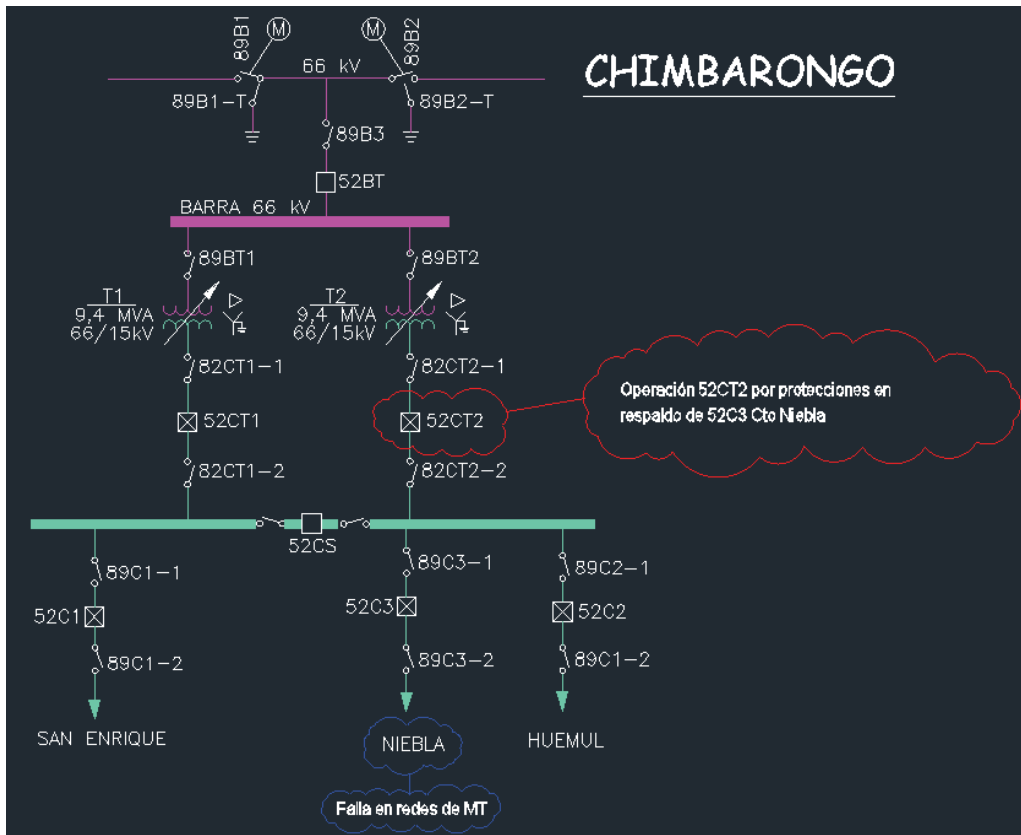 CHIMBARONGO
89B1
M
M
89B2
66 kV
89B1-T
89B2-T
89B3
52BT
BARRA 66 kV
89BT1
89BT2
T1
9,4 MVA
66/15kV
T2
9,4 MVA
66/15kV
82CT1-1
82CT2-1
Operación 52CT2 por protecciones en
respaldo de 52C3 Cto Niebla
52CT1
52CT2
82CT1-2
82CT2-2
52CS
89C1-1
89C3-1
89C2-1
52C1
52C3
52C2
89C1-2
89C3-2
89C1-2
SAN ENRIQUE
NIEBLA
HUEMUL
Falla en redes de MT